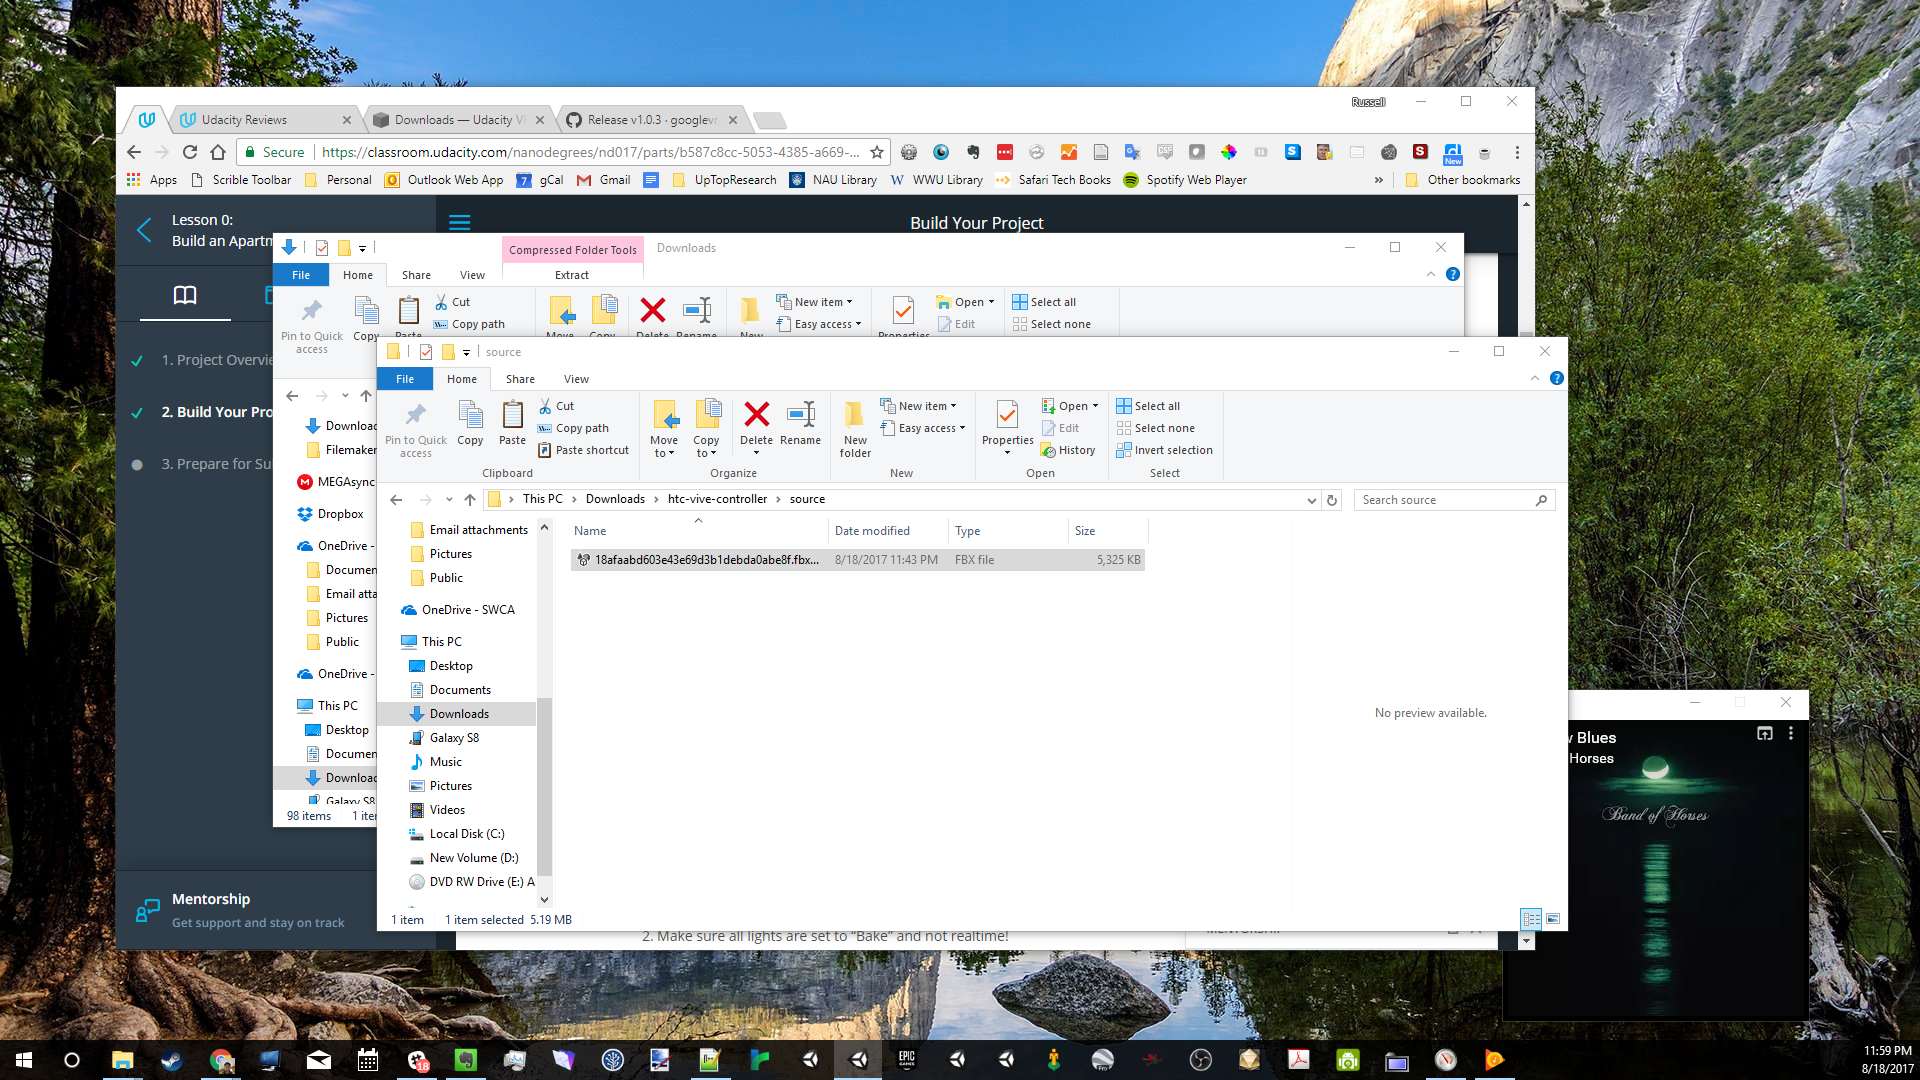 Russell
Udacity Reviews
Downloads — Udacity VR
Release v1.0.3 · googlevr
Secure
https://classroom.udacity.com/nanodegrees/nd017/parts/b587c8cc-5053-4385-a669-...
New
Apps
Scrible Toolbar
Personal
Outlook Web App
7
gCal
Gmail
UpTopResearch
NAU Library
WWU Library
Safari Tech Books
Spotify Web Player
»
Other bookmarks
Lesson 0:
Build an Apartm
Build Your Project
1. Project Overvie
2. Build Your Pro
3. Prepare for Su
Mentorship
Get support and stay on track
2. Make sure all lights are set to “Bake” and not realtime!
Compressed Folder Tools
Downloads
File
Home
Share
View
Extract
Pin to Quick
access
Copy
Paste
Cut
Copy path
Move
Copy
Delete
Rename
New
New item
Easy access
Properties
Open
Edit
Select all
Select none
Downloac
Filemaker
MEGAsync
Dropbox
OneDrive -
Documen
Email atta
Pictures
Public
OneDrive -
This PC
Desktop
Documen
Downloac
Galaxy S8
98 items
1 iter
source
File
Home
Share
View
Pin to Quick
access
Copy
Paste
Cut
Copy path
Paste shortcut
Clipboard
Move
to
Copy
to
Delete
Rename
Organize
New
folder
New item
Easy access
New
Properties
Open
Edit
History
Open
Select all
Select none
Invert selection
Select
This PC
Downloads
htc-vive-controller
source
Search source
Email attachments
Pictures
Public
OneDrive - SWCA
This PC
Desktop
Documents
Downloads
Galaxy S8
Music
Pictures
Videos
Local Disk (C:)
New Volume (D:)
DVD RW Drive (E:) A
Name
Date modified
Type
Size
18afaabd603e43e69d3b1debda0abe8f.fbx...
8/18/2017 11:43 PM
FBX file
5,325 KB
No preview available.
1 item
1 item selected
5.19 MB
w Blues
Horses
Band of Horses
18
EPIC
GAMES
11:59 PM
8/18/2017